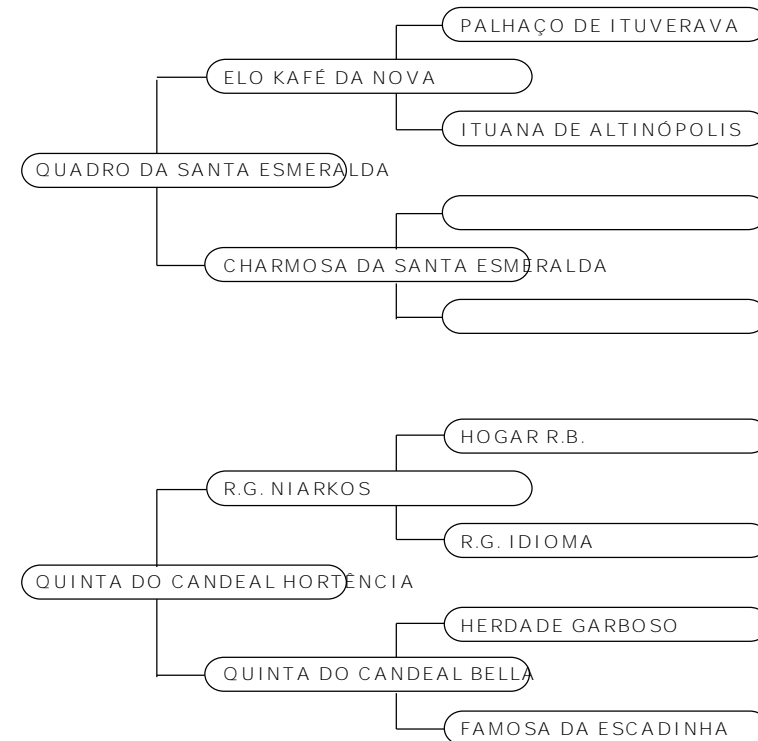 PALHAÇO DE ITUVERAVA
ELO KAFÉ DA NOVA
ITUANA DE ALTINÓPOLIS
QUADRO DA SANTA ESMERALDA
CHARMOSA DA SANTA ESMERALDA
HOGAR R.B.
R.G. NIARKOS
R.G. IDIOMA
QUINTA DO CANDEAL HORTÊNCIA
HERDADE GARBOSO
QUINTA DO CANDEAL BELLA
FAMOSA DA ESCADINHA